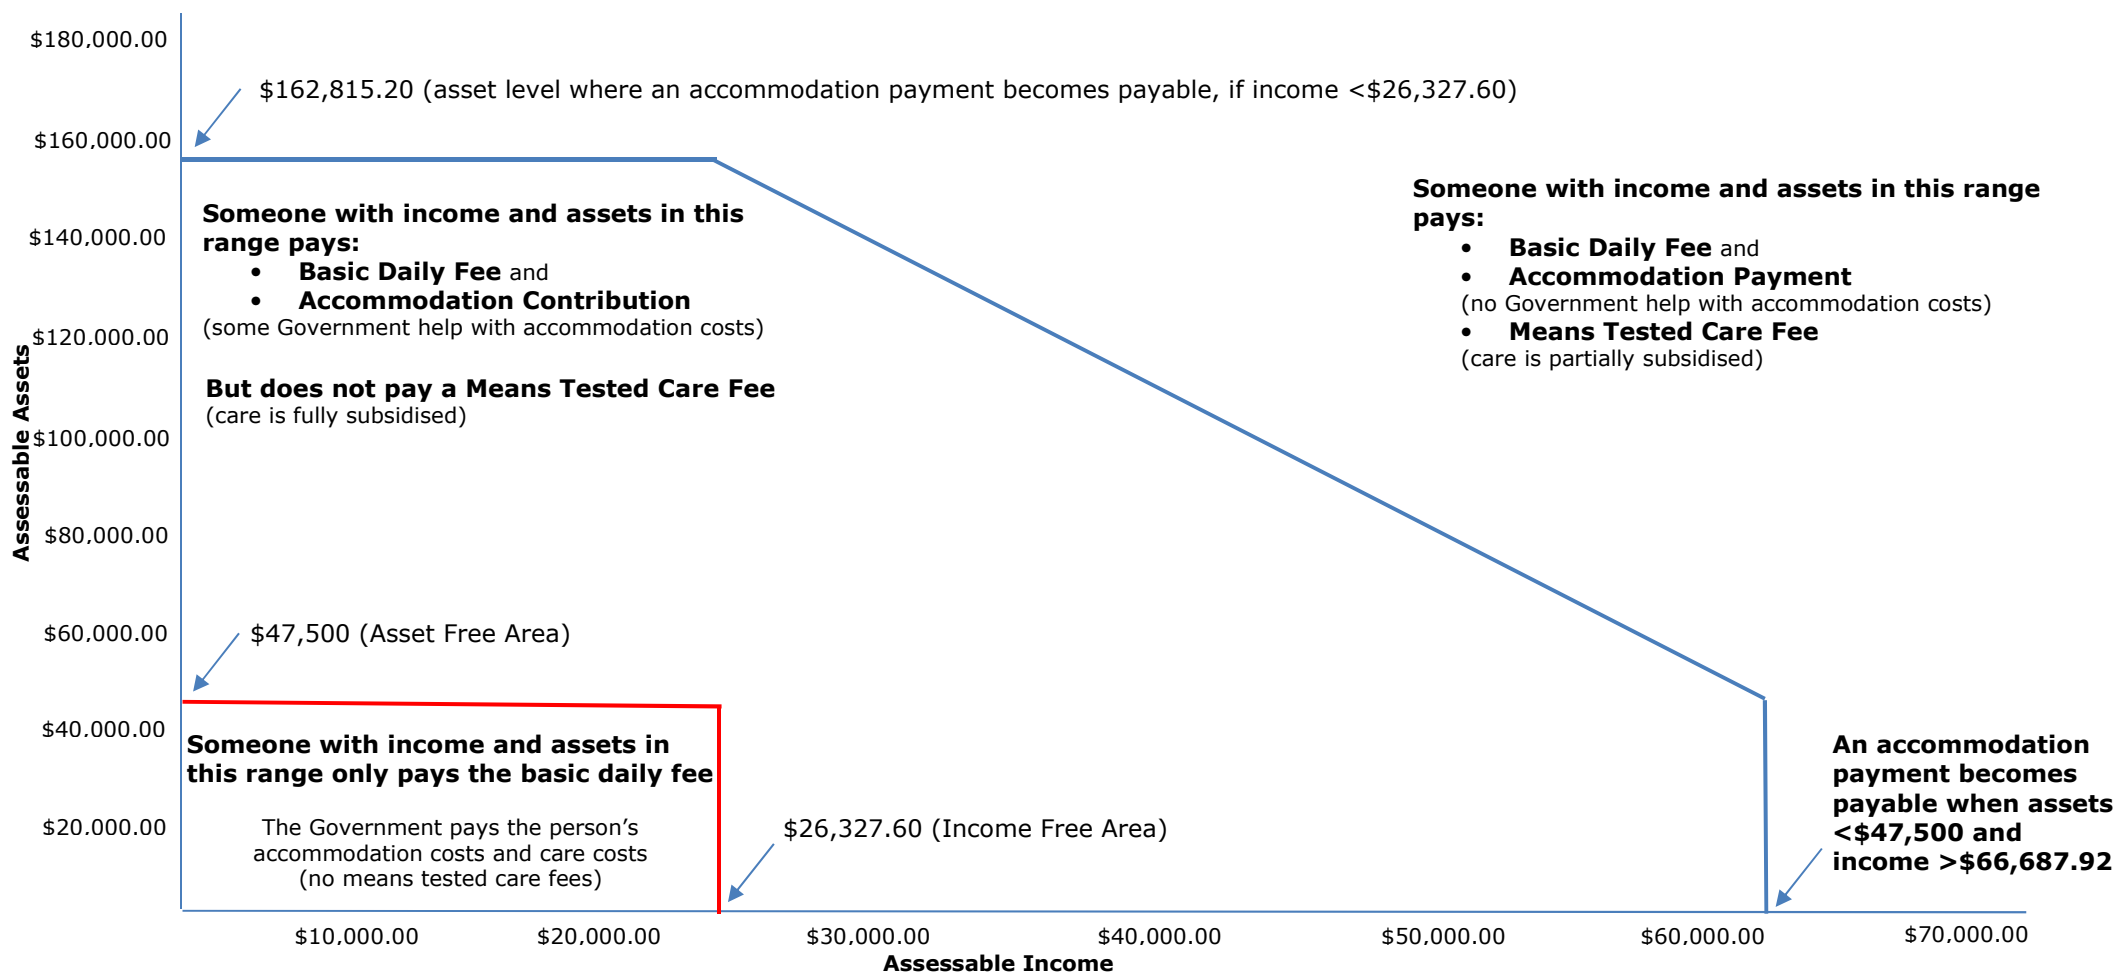 $180,000.00
$162,815.20 (asset level where an accommodation payment becomes payable, if income <$26,327.60)
$160,000.00
Someone with income and assets in this
range pays:
• Basic Daily Fee and
• Accommodation Contribution
(some Government help with accommodation costs)
But does not pay a Means Tested Care Fee
(care is fully subsidised)
Someone with income and assets in this range
pays:
• Basic Daily Fee and
• Accommodation Payment
(no Government help with accommodation costs)
• Means Tested Care Fee
(care is partially subsidised)
$140,000.00
$120,000.00
Assessable Assets
$100,000.00
$80,000.00
$60,000.00
$47,500 (Asset Free Area)
$40,000.00
Someone with income and assets in
this range only pays the basic daily fee
The Government pays the person's
accommodation costs and care costs
(no means tested care fees)
$20,000.00
$26,327.60 (Income Free Area)
An accommodation
payment becomes
payable when assets
<$47,500 and
income >$66,687.92
$10,000.00
$20,000.00
$30,000.00
$40,000.00
$50,000.00
$60,000.00
$70,000.00
Assessable Income